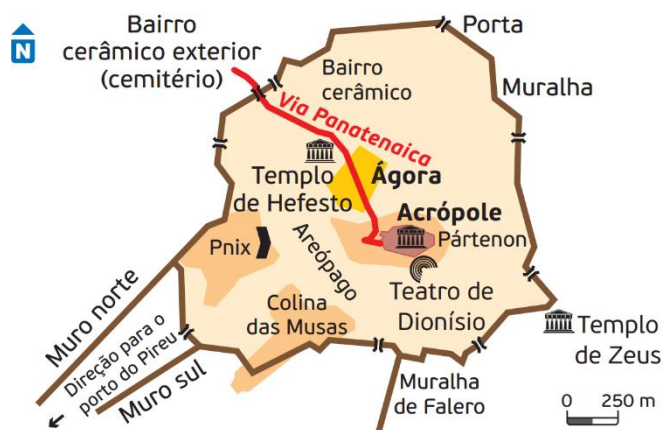 N
Bairro
cerâmico exterior
(cemitério)
Porta
Bairro
cerâmico
Muralha
Via Panatenaica
Templo
de Hefesto
Ágora
Acrópole
Pártenon
Pnix
Areópago
Teatro de
Dionísio
Colina
das Musas
Templo
de Zeus
Muro norte
Direção para o
porto do Pireu
Muro sul
Muralha
de Falero
0 250 m